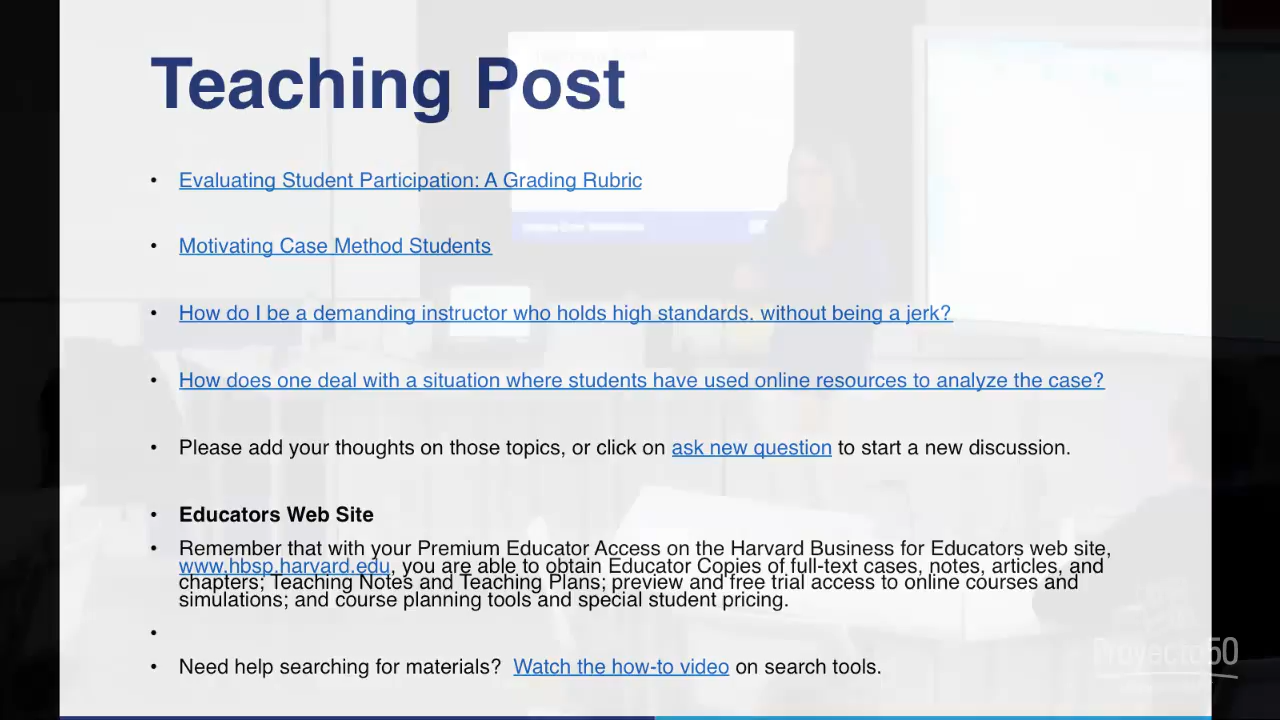 Teaching Post
• Evaluating Student Participation: A Grading Rubric
• Motivating Case Method Students
• How do I be a demanding instructor who holds high standards, without being a jerk?
• How does one deal with a situation where students have used online resources to analyze the case?
• Please add your thoughts on those topics, or click on ask new question to start a new discussion.
• Educators Web Site
• Remember that with your Premium Educator Access on the Harvard Business for Educators web site,
www.hbsp.harvard.edu, you are able to obtain Educator Copies of full-text cases, notes, articles, and
chapters; Teaching Notes and Teaching Plans; preview and free trial access to online courses and
simulations; and course planning tools and special student pricing.
•
• Need help searching for materials?  Watch the how-to video on search tools.
Proyecto50